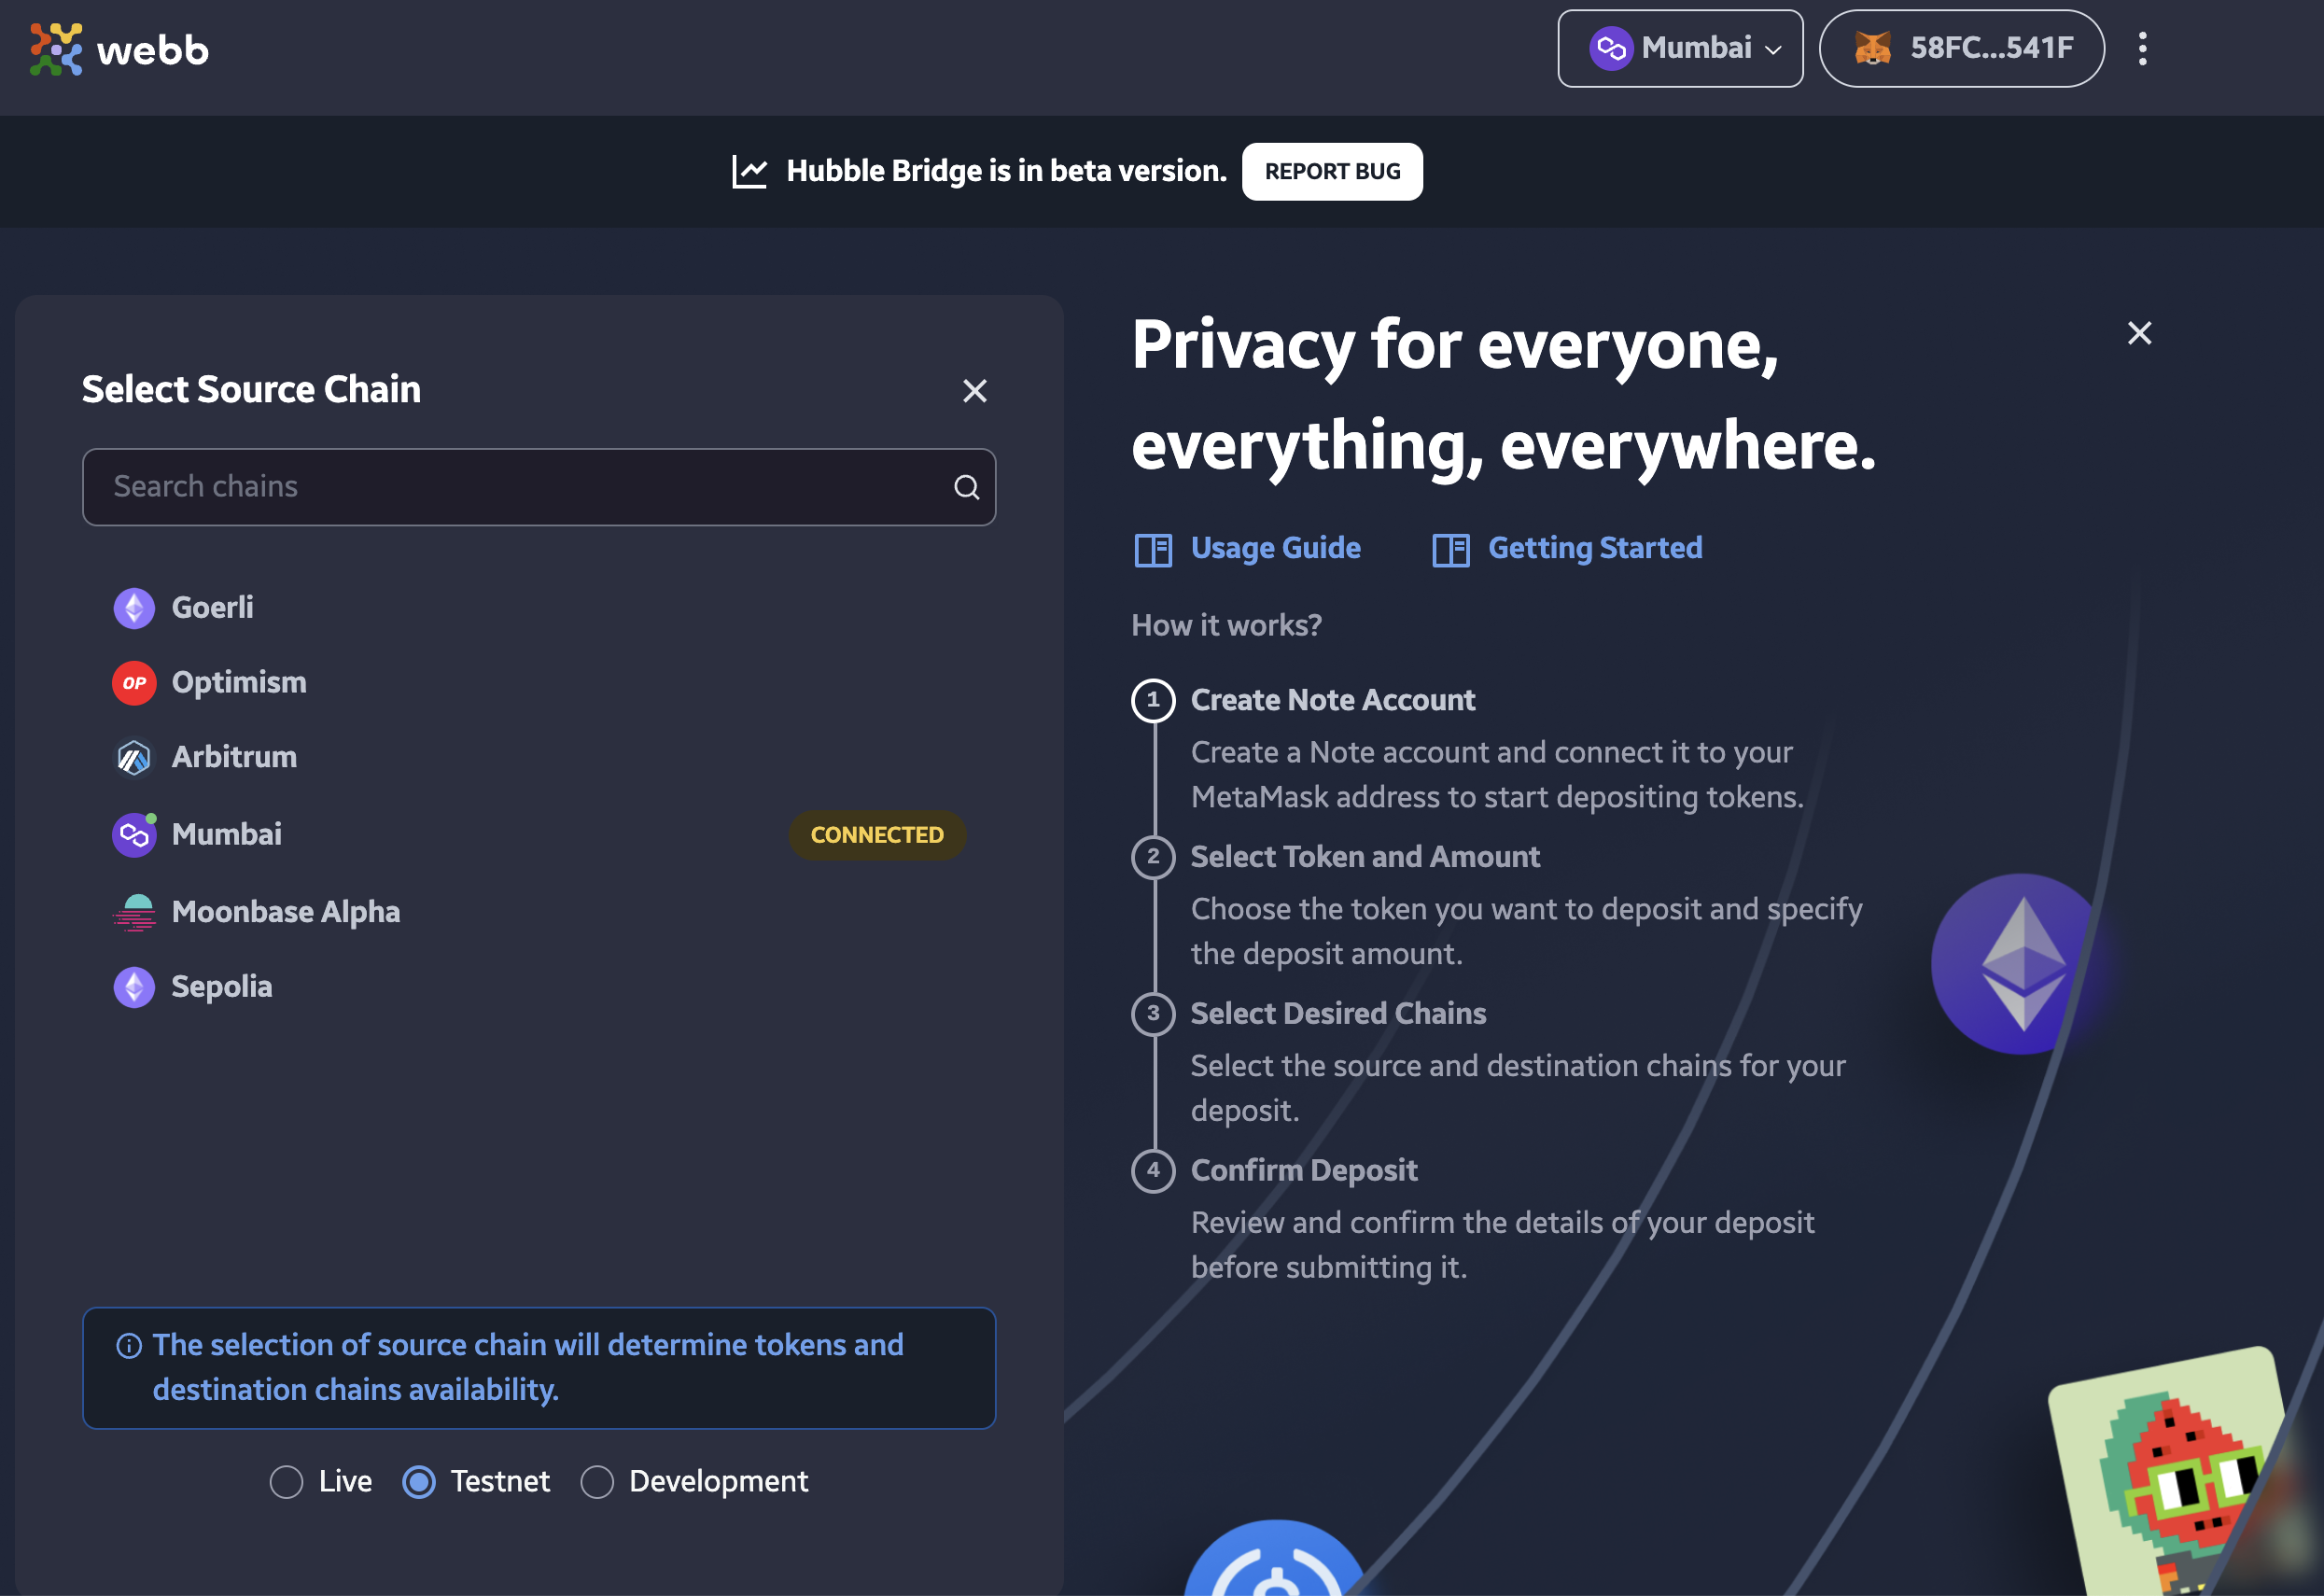 webb
Mumbai
58FC...541F
Hubble Bridge is in beta version.
REPORT BUG
Select Source Chain
Search chains
Goerli
OP
Optimism
Arbitrum
Mumbai
CONNECTED
Moonbase Alpha
Sepolia
The selection of source chain will determine tokens and
destination chains availability.
Live
Testnet
Development
Privacy for everyone,
everything, everywhere.
Usage Guide
Getting Started
How it works?
1
Create Note Account
Create a Note account and connect it to your
MetaMask address to start depositing tokens.
2
Select Token and Amount
Choose the token you want to deposit and specify
the deposit amount.
3
Select Desired Chains
Select the source and destination chains for your
deposit.
4
Confirm Deposit
Review and confirm the details of your deposit
before submitting it.